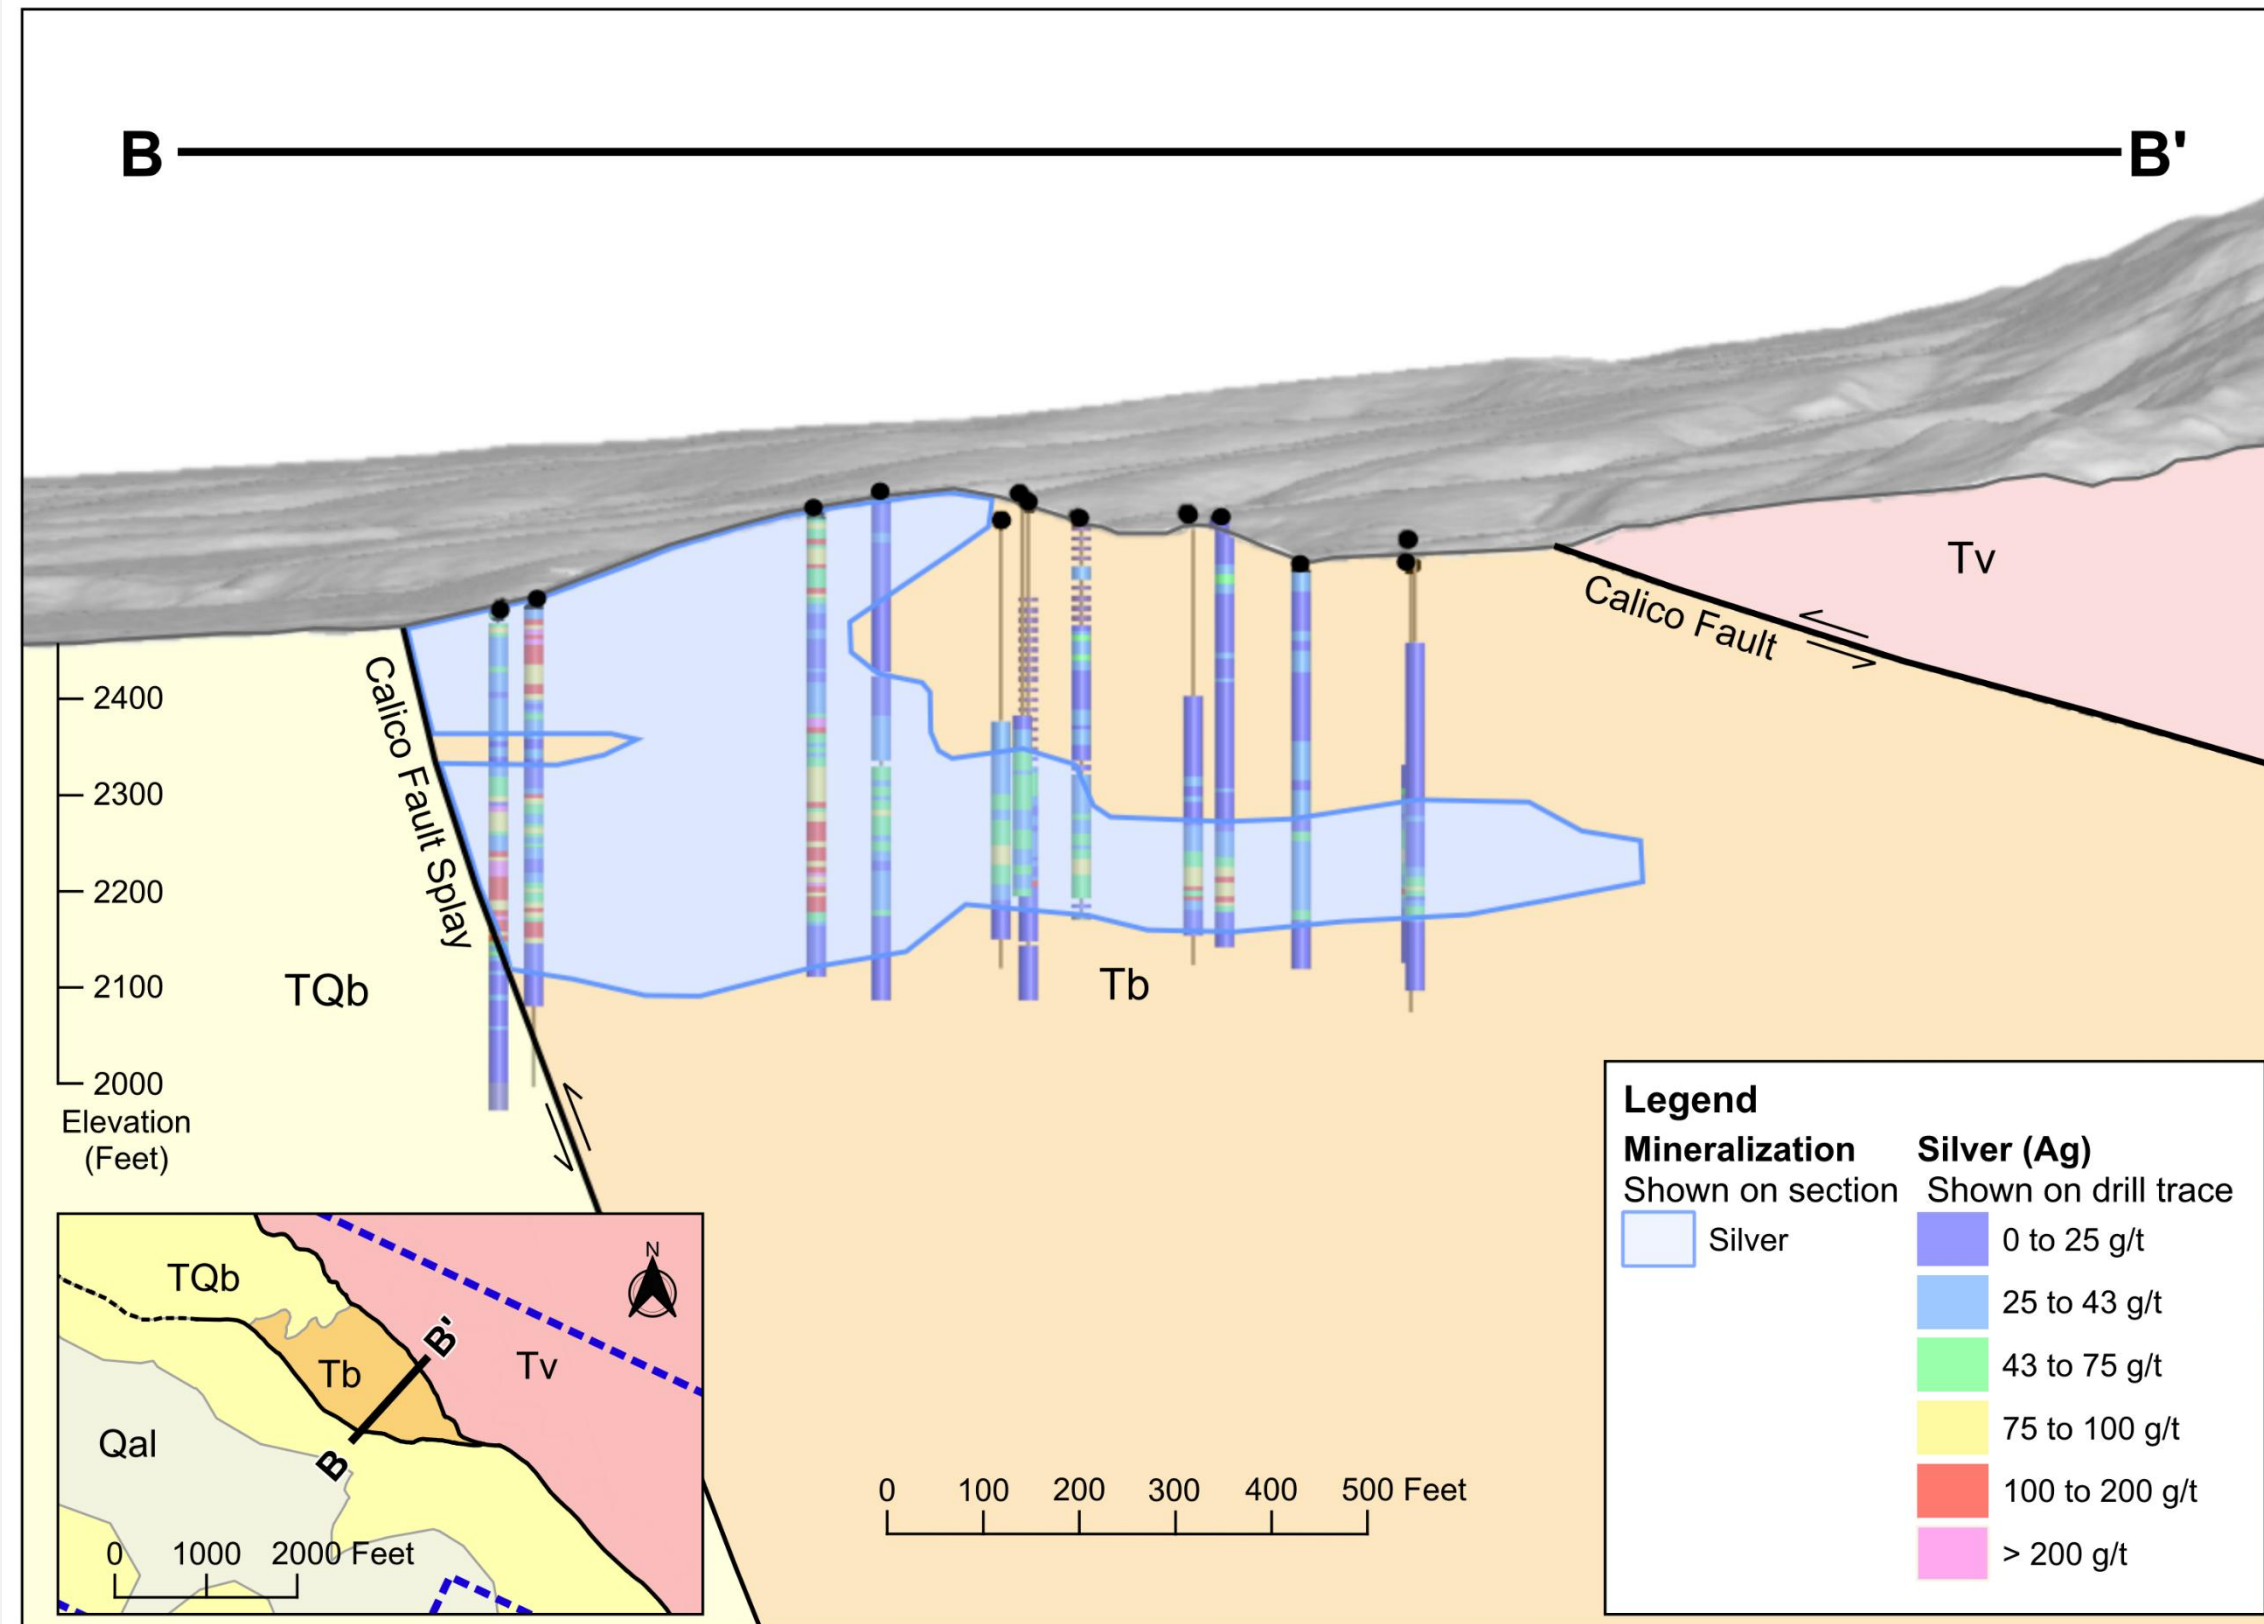 B B'
Tv
Calico Fault
Calico Fault Splay
2400
2300
2200
2100
2000
Elevation
(Feet)
TQb
Tb
Legend
Mineralization
Shown on section
Silver
Silver (Ag)
Shown on drill trace
0 to 25 g/t
25 to 43 g/t
43 to 75 g/t
75 to 100 g/t
100 to 200 g/t
> 200 g/t
0 100 200 300 400 500 Feet
N
TQb
B'
Tv
Tb
Qal
B
0 1000 2000 Feet